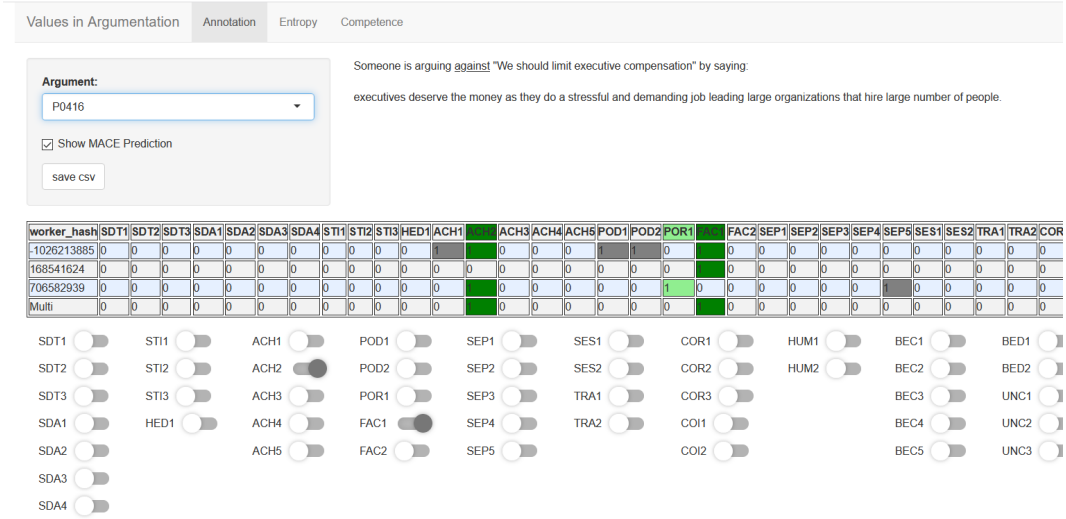 Values in Argumentation Annotation Entropy Competence
Someone is arguing against "We should limit executive compensation" by saying:
Argument:
P0416
executives deserve the money as they do a stressful and demanding job leading large organizations that hire large number of people.
Show MACE Prediction
save csv
worker_hash SDT1 SDT2 SDT3 SDA1 SDA2 SDA3 SDA4 STI1 STI2 STI3 HED1 ACH1 ACH2 ACH3 ACH4 ACH5 POD1 POD2 POR1 FAC1 FAC2 SEP1 SEP2 SEP3 SEP4 SEP5 SES1 SES2 TRA1 TRA2 COR
-1026213885 0 0 0 0 0 0 0 0 0 0 0 1 1 0 0 0 1 1 0 1 0 0 0 0 0 0 0 0 0 0 0
168541624 0 0 0 0 0 0 0 0 0 0 0 0 0 0 0 0 0 0 0 1 0 0 0 0 0 0 0 0 0 0 0
706582939 0 0 0 0 0 0 0 0 0 0 0 0 1 0 0 0 0 0 1 0 0 0 0 0 0 1 0 0 0 0 0
Multi 0 0 0 0 0 0 0 0 0 0 0 0 1 0 0 0 0 0 0 1 0 0 0 0 0 0 0 0 0 0 0
SDT1 STI1 ACH1 POD1 SEP1 SES1 COR1 HUM1 BEC1 BED1
SDT2 STI2 ACH2 POD2 SEP2 SES2 COR2 HUM2 BEC2 BED2
SDT3 STI3 ACH3 POR1 SEP3 TRA1 COR3 BEC3 UNC1
SDA1 HED1 ACH4 FAC1 SEP4 TRA2 COI1 BEC4 UNC2
SDA2 ACH5 FAC2 SEP5 COI2 BEC5 UNC3
SDA3
SDA4